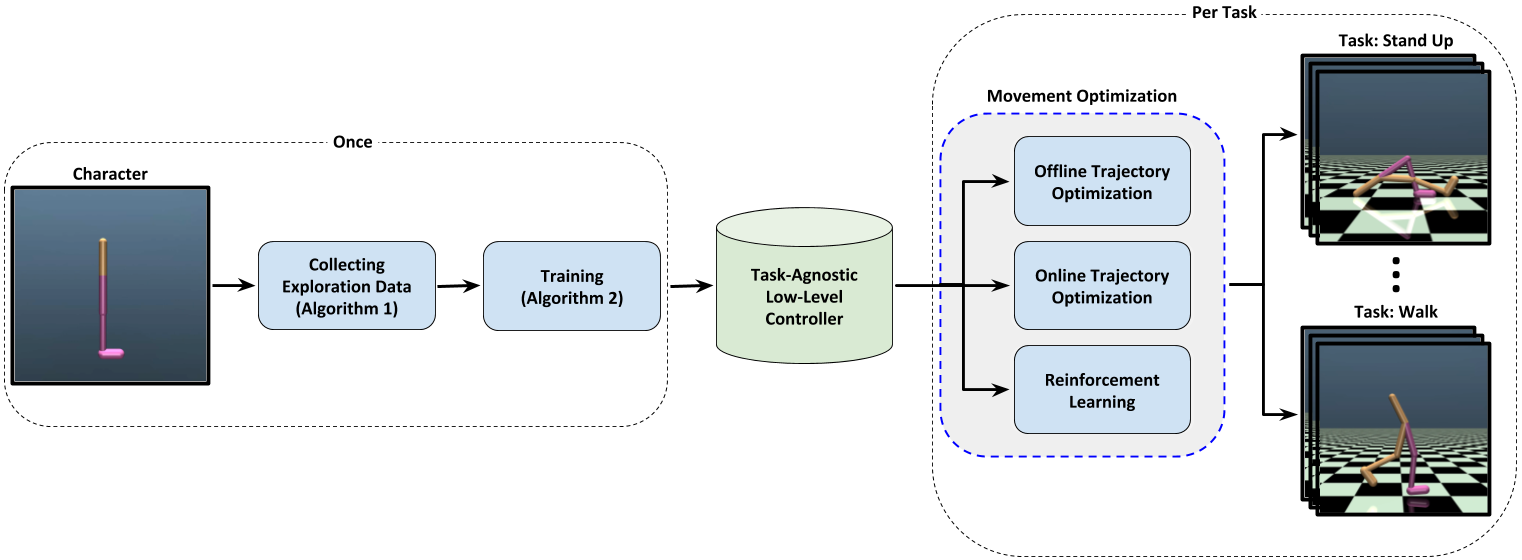 Once
Character
Collecting
Exploration Data
(Algorithm 1)
Training
(Algorithm 2)
Task-Agnostic
Low-Level
Controller
Per Task
Movement Optimization
Offline Trajectory
Optimization
Online Trajectory
Optimization
Reinforcement
Learning
Task: Stand Up
Task: Walk